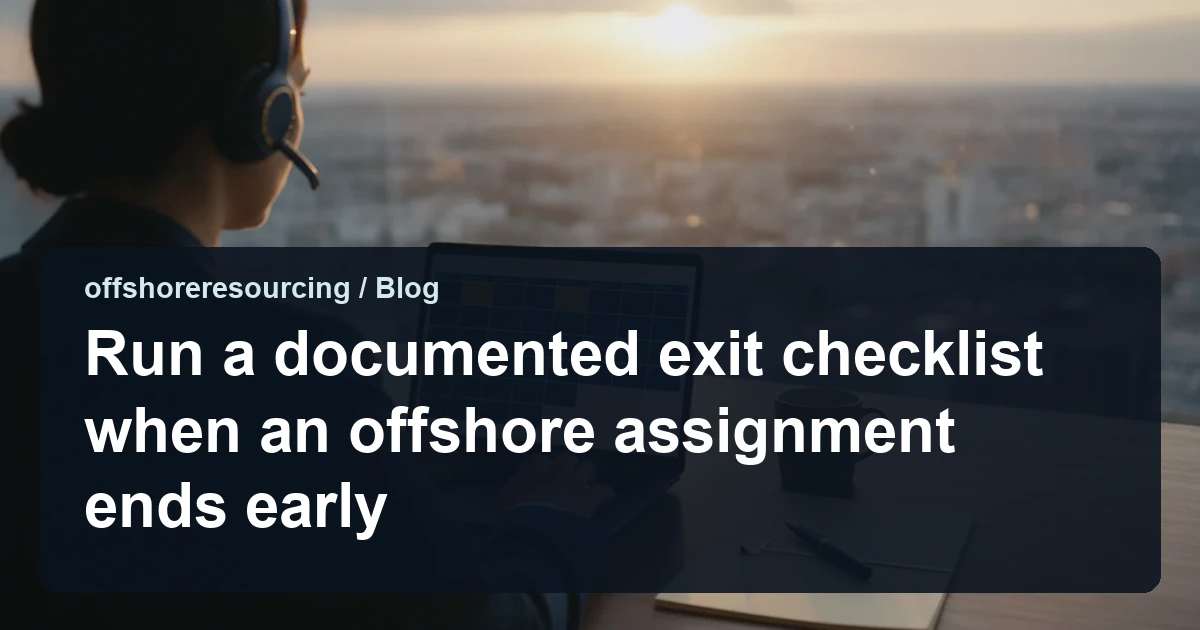 offshoreresourcing / Blog
Run a documented exit checklist
when an offshore assignment
ends early